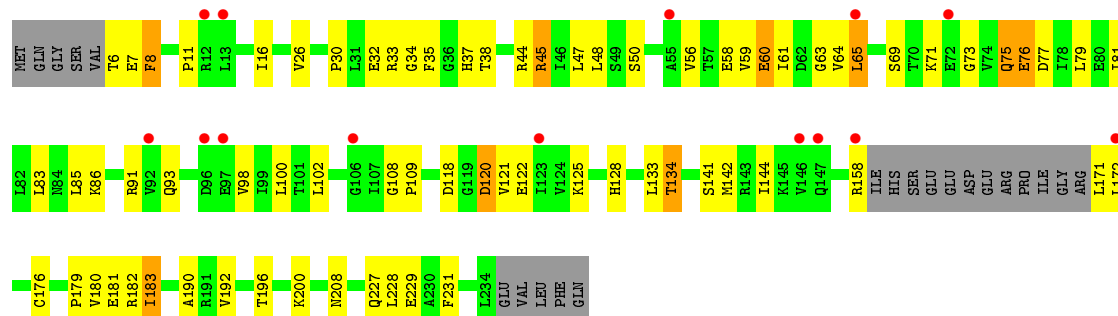 MET GLN GLY SER VAL T6 E7 F8 P11 R12 L13 I16 V26 P30 L31 E32 R33 G34 F35 G36 H37 T38 R44 R45 I46 L47 L48 S49 S50 A55 V56 T57 E58 V59 E60 I61 D62 G63 V64 L65 S69 T70 K71 E72 G73 V74 Q75 E76 D77 I78 L79 E80 I81
L82 L83 N84 L85 K86 R91 V92 Q93 D96 E97 V98 I99 L100 T101 L102 G106 I107 G108 P109 D118 G119 D120 V121 E122 I123 V124 K125 H128 L133 T134 S141 M142 R143 I144 K145 V146 Q147 R158 ILE HIS SER GLU GLU ASP GLU ARG PRO ILE GLY ARG L171 L172
C176 P179 V180 E181 R182 I183 A190 R191 V192 T196 K200 N208 Q227 L228 E229 A230 F231 L234 GLU VAL LEU PHE GLN